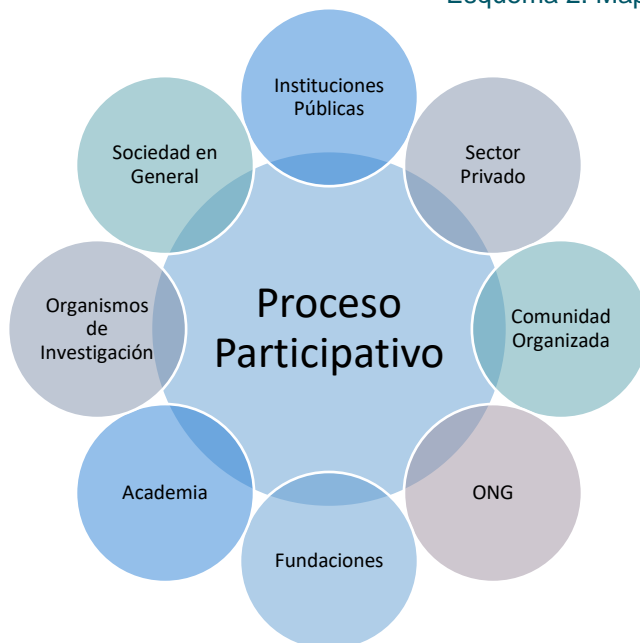 Esquema 2. Map
Instituciones
Públicas
Sociedad en
General
Sector
Privado
Organismos
de
Investigación
Proceso
Participativo
Comunidad
Organizada
Academia
ONG
Fundaciones